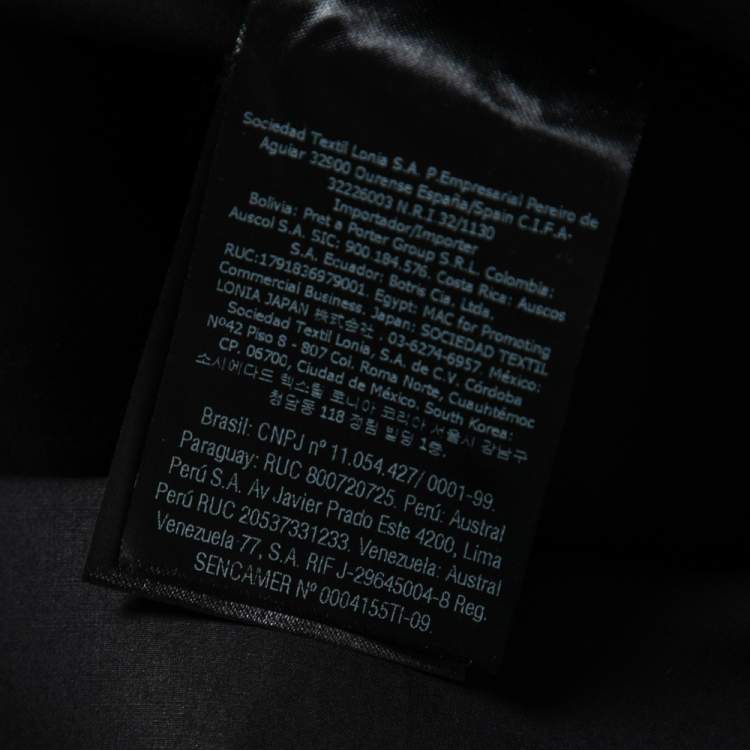 Sociedad Textil Lonia S.A. P.Empresarial Pereiro de
Aguiar 32900 Ourense España/Spain C.I.F.A-
32226003 N.R.I.32/1130
Importador/Importer
Bolivia: Pret a Porter Group S.R.L. Colombia:
Auscol S.A. SIC: 900 184.576. Costa Rica: Auscos
S.A. Ecuador: Botris Cia, Ltda,
RUC:1791836979001. Egypt: MAC for Promoting
Commercial Business. Japan: SOCIEDAD TEXTIL
LONIA JAPAN 株式会社, 03-6274-6957. México:
Sociedad Textil Lonia, S.A. de C.V. Córdoba
Nº42 Piso 8 - 807 Col. Roma Norte, Cuauhtémoc
CP. 06700, Ciudad de México. South Korea:
소시에다드 텍스틸 로니아 코리아 서울시 강남구
청담동 118 정림 빌딩 1층.
Brasil: CNPJ nº 11.054.427/ 0001-99.
Paraguay: RUC 800720725. Perú: Austral
Perú S.A. Av Javier Prado Este 4200, Lima
Perú RUC 20537331233. Venezuela: Austral
Venezuela 77, S.A. RIF J-29645004-8 Reg.
SENCAMER Nº 0004155TI-09.